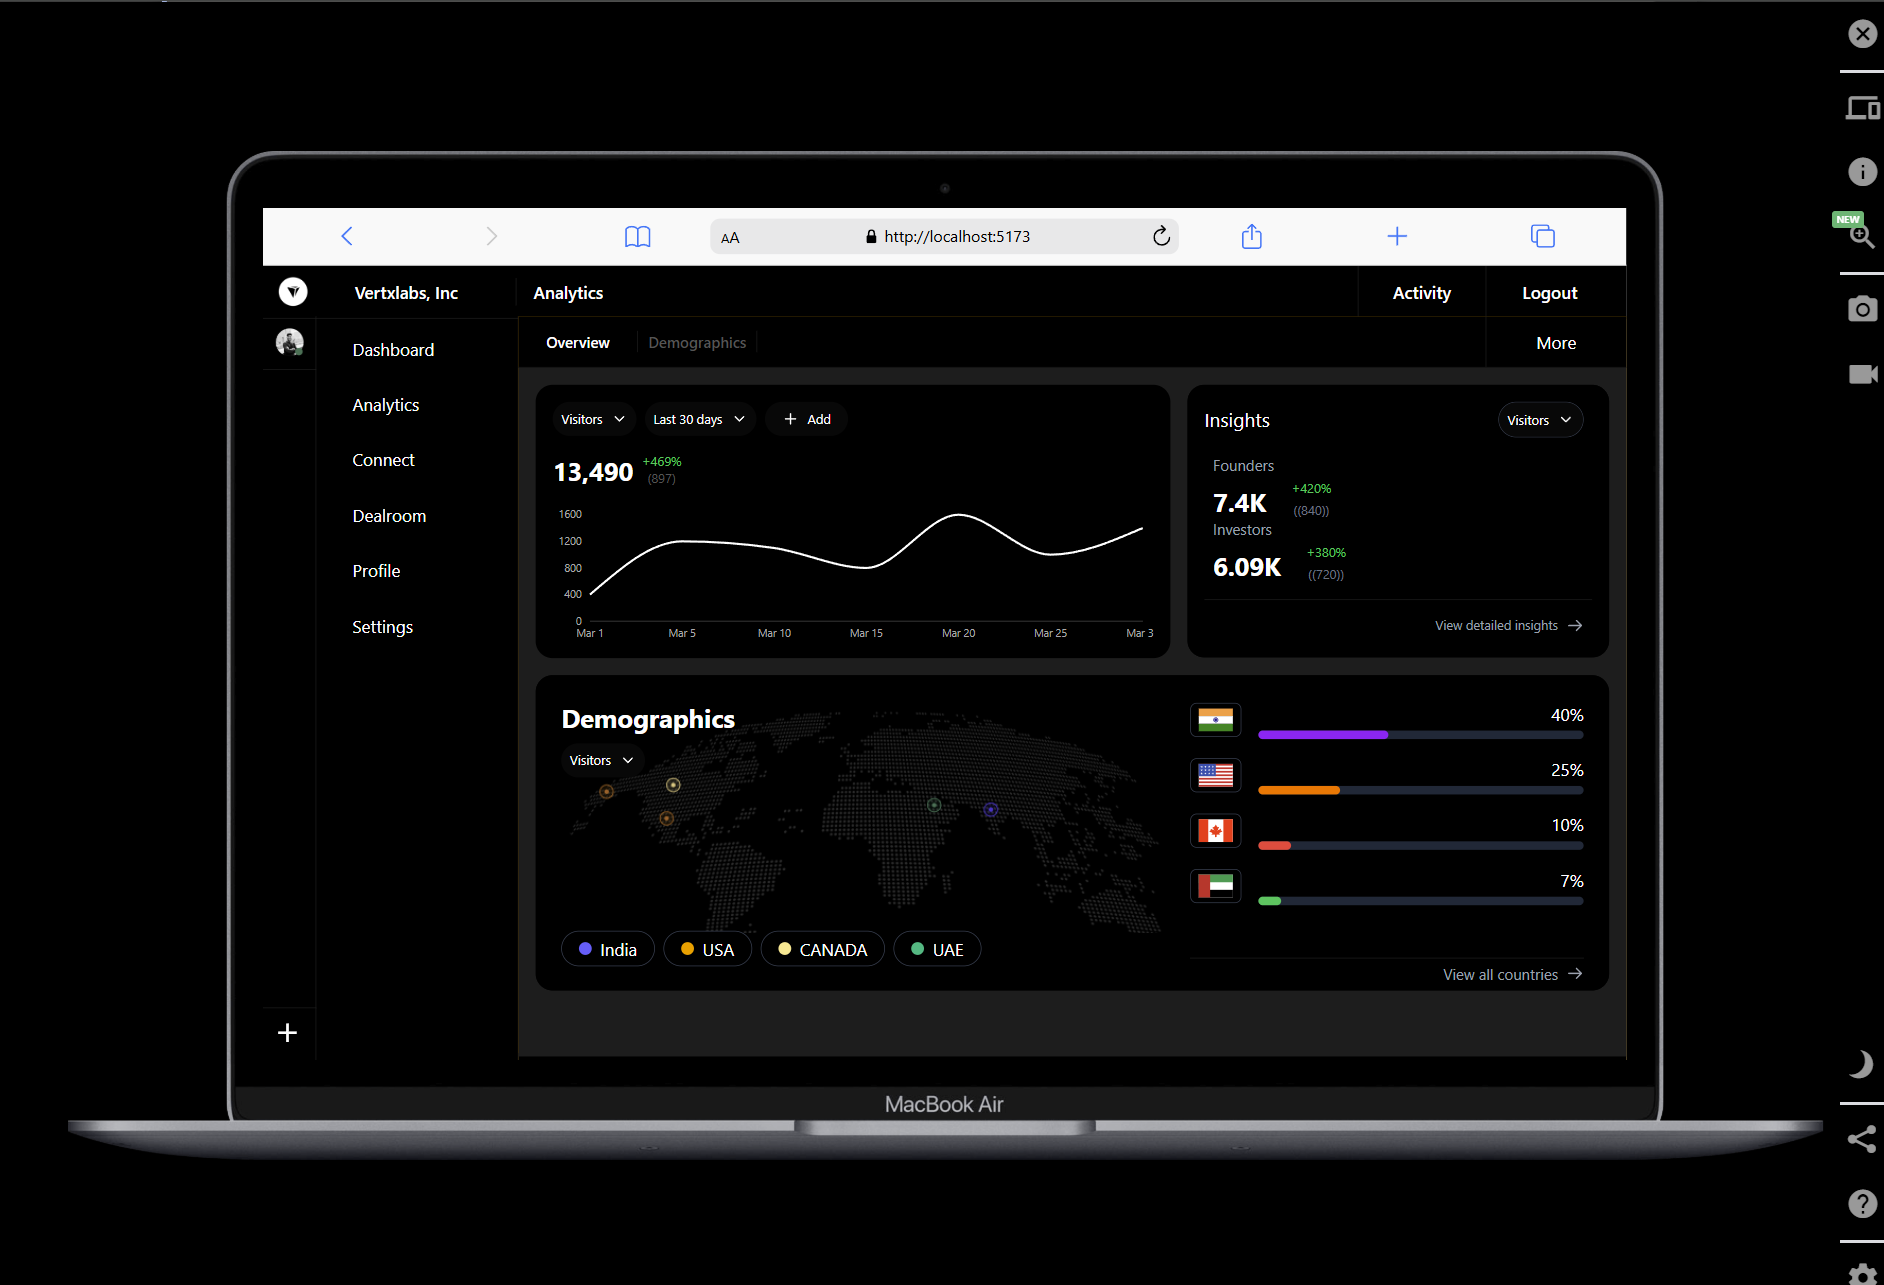 AA
http://localhost:5173
Vertxlabs, Inc
Analytics
Activity
Logout
Dashboard
Analytics
Connect
Dealroom
Profile
Settings
Overview
Demographics
More
Visitors
Last 30 days
Add
13,490
+469%
(897)
1600
1200
800
400
0
Mar 1
Mar 5
Mar 10
Mar 15
Mar 20
Mar 25
Mar 3
Insights
Visitors
Founders
7.4K
+420%
((840))
Investors
6.09K
+380%
((720))
View detailed insights
Demographics
Visitors
India
USA
CANADA
UAE
40%
25%
10%
7%
View all countries
MacBook Air
NEW